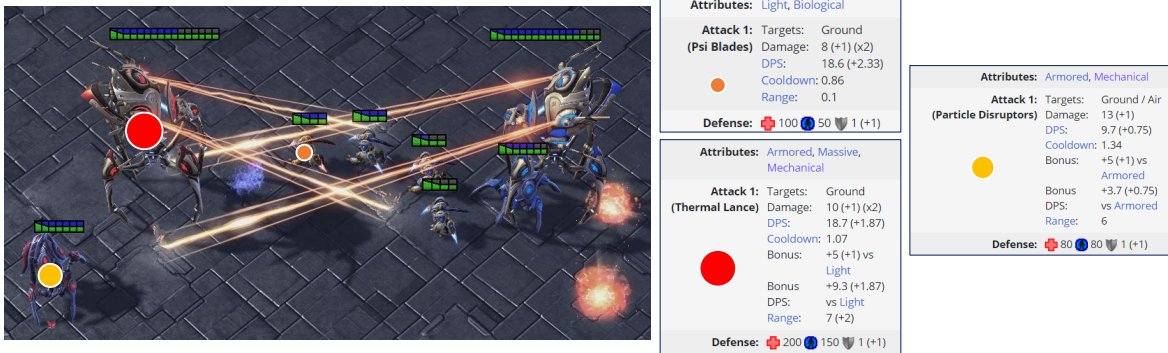 Attributes: Light, Biological
Attack 1: Targets: Ground
(Psi Blades) Damage: 8 (+1) (x2)
DPS: 18.6 (+2.33)
Cooldown: 0.86
Range: 0.1
Defense: 100 50 1 (+1)
Attributes: Armored, Massive,
Mechanical
Attack 1: Targets: Ground
(Thermal Lance) Damage: 10 (+1) (x2)
DPS: 18.7 (+1.87)
Cooldown: 1.07
Bonus: +5 (+1) vs
Light
Bonus +9.3 (+1.87)
DPS: vs Light
Range: 7 (+2)
Defense: 200 150 1 (+1)
Attributes: Armored, Mechanical
Attack 1: Targets: Ground / Air
(Particle Disruptors) Damage: 13 (+1)
DPS: 9.7 (+0.75)
Cooldown: 1.34
Bonus: +5 (+1) vs
Armored
Bonus +3.7 (+0.75)
DPS vs Armored
Range: 6
Defense: 80 80 1 (+1)